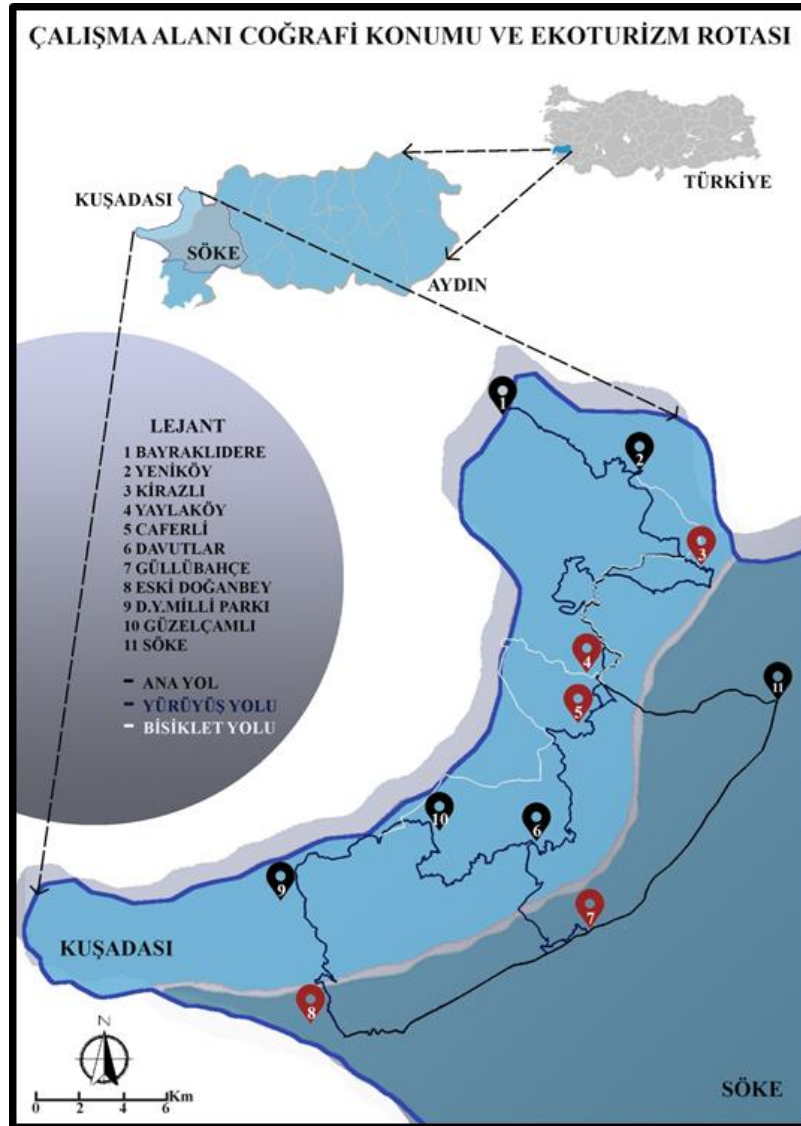 ÇALIŞMA ALANI COĞRAFİ KONUMU VE EKOTURİZM ROTASI
TÜRKİYE
KUŞADASI
SÖKE
AYDIN
LEJANT
1 BAYRAKLIDERE
2 YENİKÖY
3 KİRAZLI
4 YAYLAKÖY
5 CAFERLİ
6 DAVUTLAR
7 GÜLLÜBAHÇE
8 ESKİ DOĞANBEY
9 D.Y.MİLLİ PARKI
10 GÜZELÇAMLI
11 SÖKE
ANA YOL
YÜRÜYÜŞ YOLU
BİSİKLET YOLU
1
2
3
4
5
11
10
6
9
7
8
KUŞADASI
SÖKE
N
Km
0 2 4 6